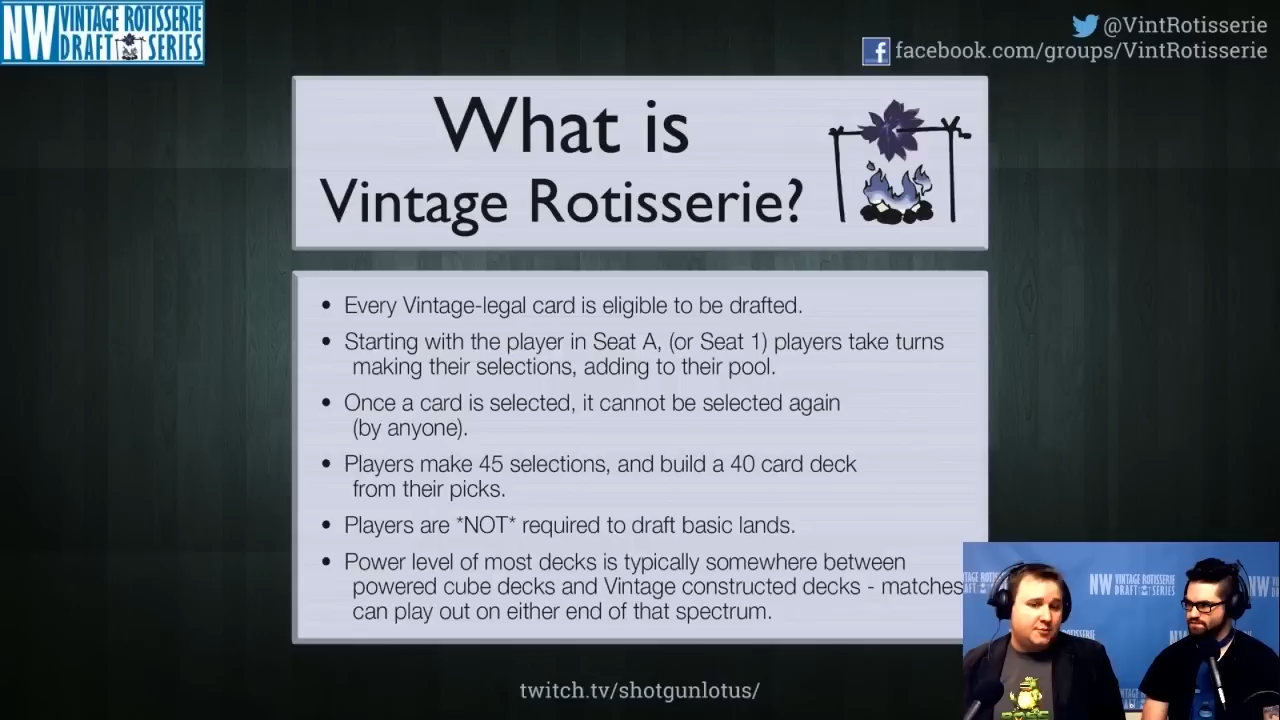 NW VINTAGE ROTISSERIE
DRAFT SERIES
@VintRotisserie
facebook.com/groups/VintRotisserie
What is
Vintage Rotisserie?
• Every Vintage-legal card is eligible to be drafted.
• Starting with the player in Seat A, (or Seat 1) players take turns
making their selections, adding to their pool.
• Once a card is selected, it cannot be selected again
(by anyone).
• Players make 45 selections, and build a 40 card deck
from their picks.
• Players are *NOT* required to draft basic lands.
• Power level of most decks is typically somewhere between
powered cube decks and Vintage constructed decks - matches
can play out on either end of that spectrum.
NW VINTAGE ROTISSERIE
DRAFT SERIES
twitch.tv/shotgunlotus/